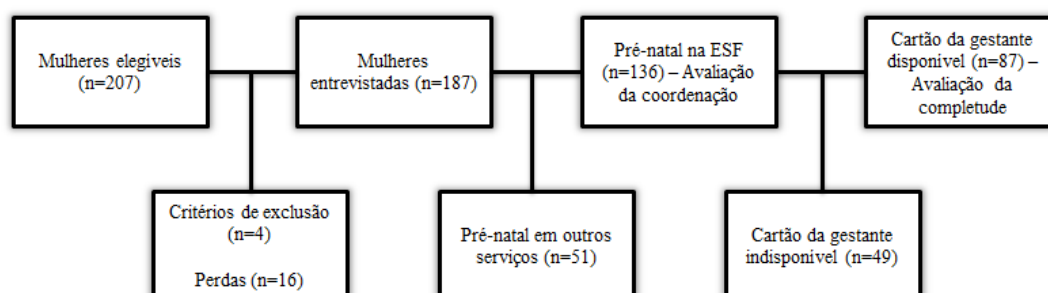 Mulheres elegíveis
(n=207)
Mulheres
entrevistadas (n=187)
Pré-natal na ESF
(n=136) – Avaliação
da coordenação
Cartão da gestante
disponível (n=87) –
Avaliação da
completude
Critérios de exclusão
(n=4)
Perdas (n=16)
Pré-natal em outros
serviços (n=51)
Cartão da gestante
indisponível (n=49)